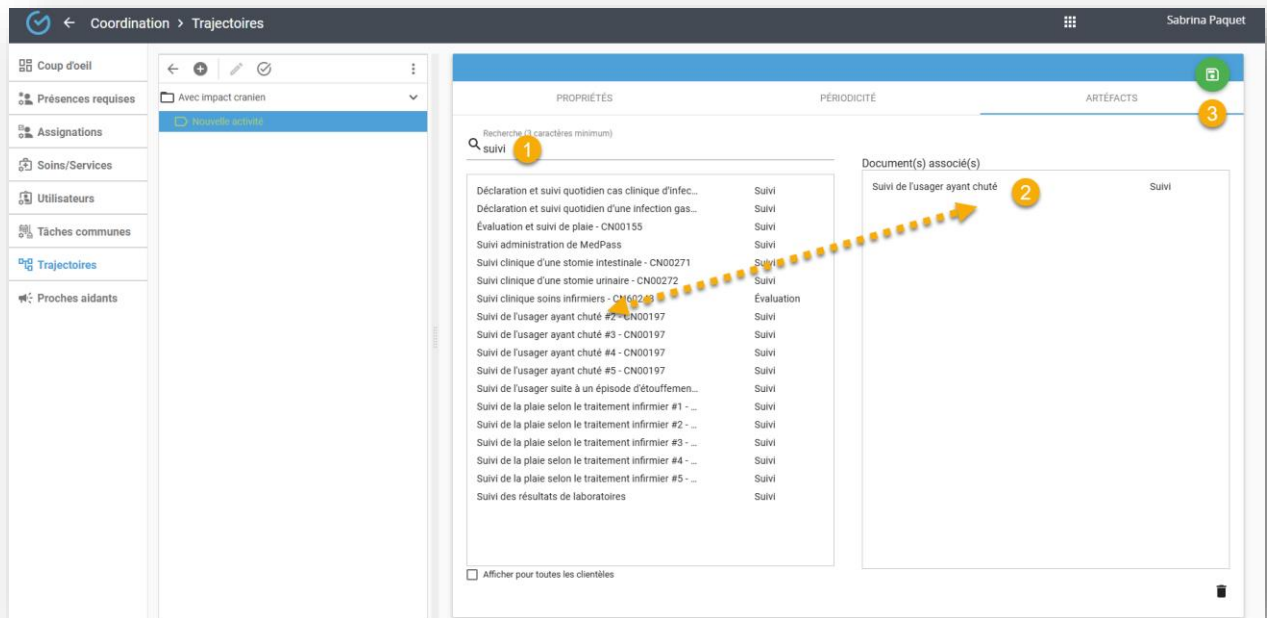 Coordination > Trajectoires
Sabrina Paquet
Coup d'oeil
Présences requises
Assignations
Soins/Services
Utilisateurs
Tâches communes
Trajectoires
Proches aidants
Avec impact cranien
Nouvelle activité
PROPRIÉTÉS
PÉRIODICITÉ
ARTÉFACTS
3
Recherche (3 caractères minimum)
suivi
1
Déclaration et suivi quotidien cas clinique d'infec... Suivi
Déclaration et suivi quotidien d'une infection gas... Suivi
Évaluation et suivi de plaie - CN00155 Suivi
Suivi administration de MedPass Suivi
Suivi clinique d'une stomie intestinale - CN00271 Suivi
Suivi clinique d'une stomie urinaire - CN00272 Suivi
Suivi clinique soins infirmiers - Évaluation
Suivi de l'usager ayant chuté #2 - CN00197 Suivi
Suivi de l'usager ayant chuté #3 - CN00197 Suivi
Suivi de l'usager ayant chuté #4 - CN00197 Suivi
Suivi de l'usager ayant chuté #5 - CN00197 Suivi
Suivi de l'usager suite à un épisode d'étouffemen... Suivi
Suivi de la plaie selon le traitement infirmier #1 - ... Suivi
Suivi de la plaie selon le traitement infirmier #2 - ... Suivi
Suivi de la plaie selon le traitement infirmier #3 - ... Suivi
Suivi de la plaie selon le traitement infirmier #4 - ... Suivi
Suivi de la plaie selon le traitement infirmier #5 - ... Suivi
Suivi des résultats de laboratoires Suivi
Afficher pour toutes les clientèles
Document(s) associé(s)
Suivi de l'usager ayant chuté Suivi
2